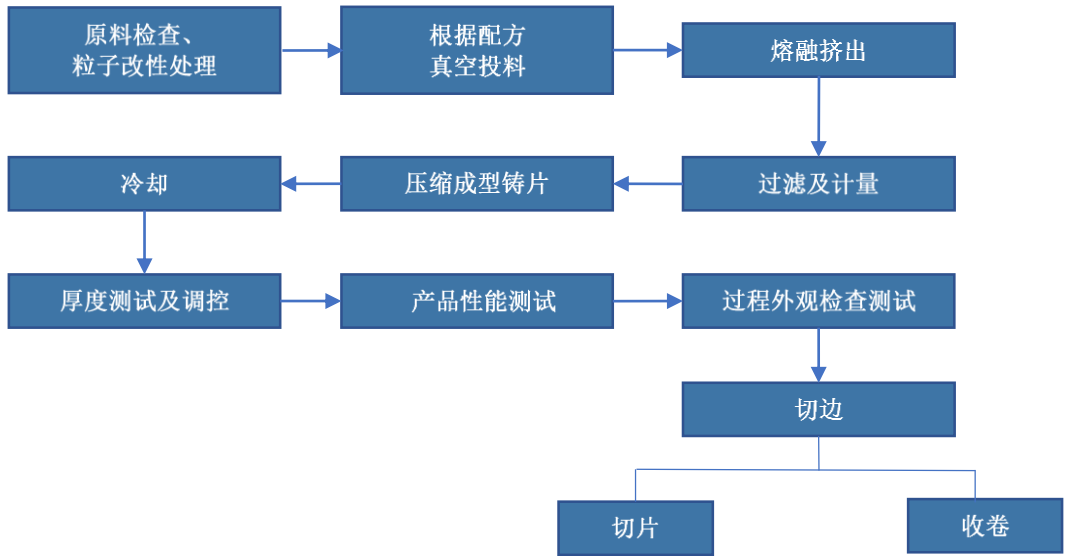 原料检查、
粒子改性处理
根据配方
真空投料
熔融挤出
过滤及计量
压缩成型铸片
冷却
厚度测试及调控
产品性能测试
过程外观检查测试
切边
切片
收卷